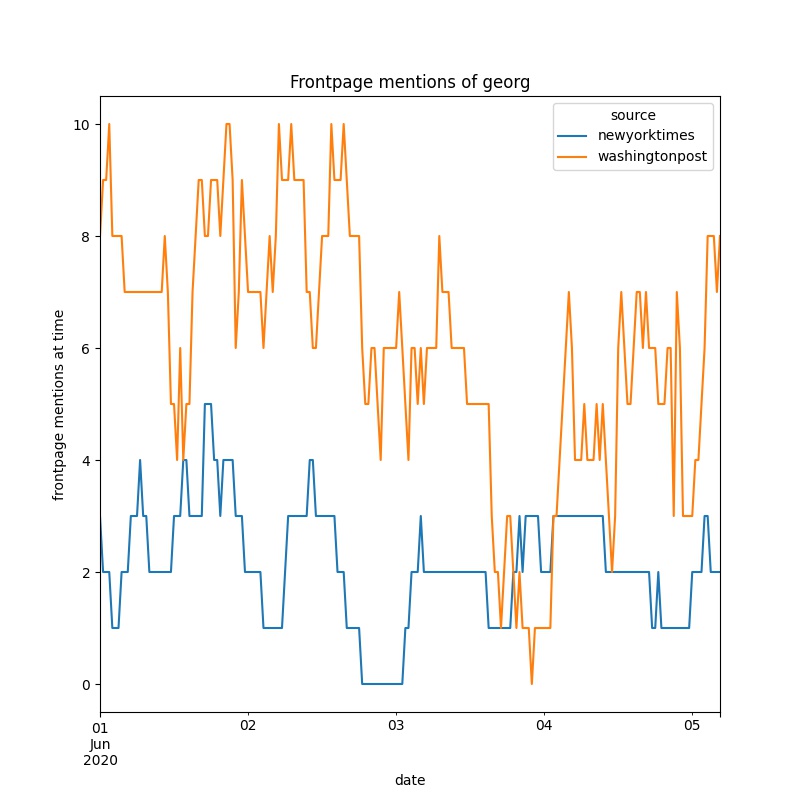 Frontpage mentions of georg
source
newyorktimes
washingtonpost
frontpage mentions at time
10
8
6
4
2
0
01
Jun
2020
02
03
04
05
date